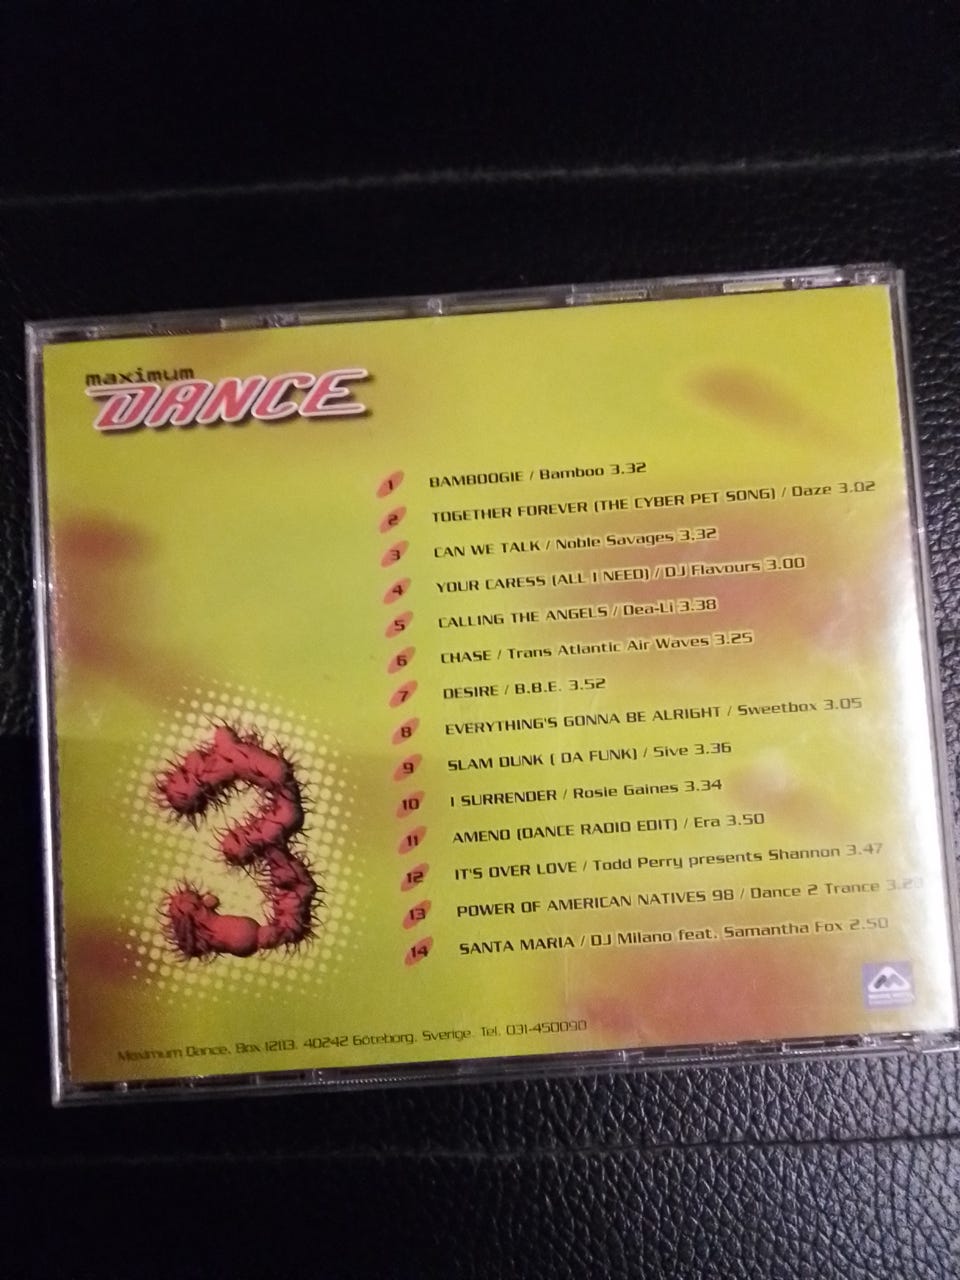 maximum
DANCE
1 BAMBOOGIE / Bamboo 3.32
2 TOGETHER FOREVER (THE CYBER PET SONG) / Daze 3.02
3 CAN WE TALK / Noble Savages 3.32
4 YOUR CARESS (ALL I NEED) / DJ Flavours 3.00
5 CALLING THE ANGELS / Dea-Li 3.38
6 CHASE / Trans Atlantic Air Waves 3.25
7 DESIRE / B.B.E. 3.52
8 EVERYTHING'S GONNA BE ALRIGHT / Sweetbox 3.05
9 SLAM DUNK ( DA FUNK) / 5ive 3.36
10 I SURRENDER / Rosie Gaines 3.34
11 AMENO (DANCE RADIO EDIT) / Era 3.50
12 IT'S OVER LOVE / Todd Perry presents Shannon 3.47
13 POWER OF AMERICAN NATIVES 98 / Dance 2 Trance
14 SANTA MARIA / DJ Milano feat. Samantha Fox 2.50
3
Maximum Dance, Box 12113, 40242 Göteborg. Sverige. Tel. 031-450090